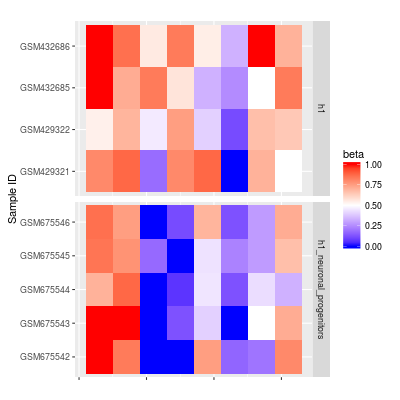 GSM432686
GSM432685
GSM429322
GSM429321
h1
GSM675546
GSM675545
GSM675544
GSM675543
GSM675542
h1_neuronal_progenitors
Sample ID
beta
1.00
0.75
0.50
0.25
0.00